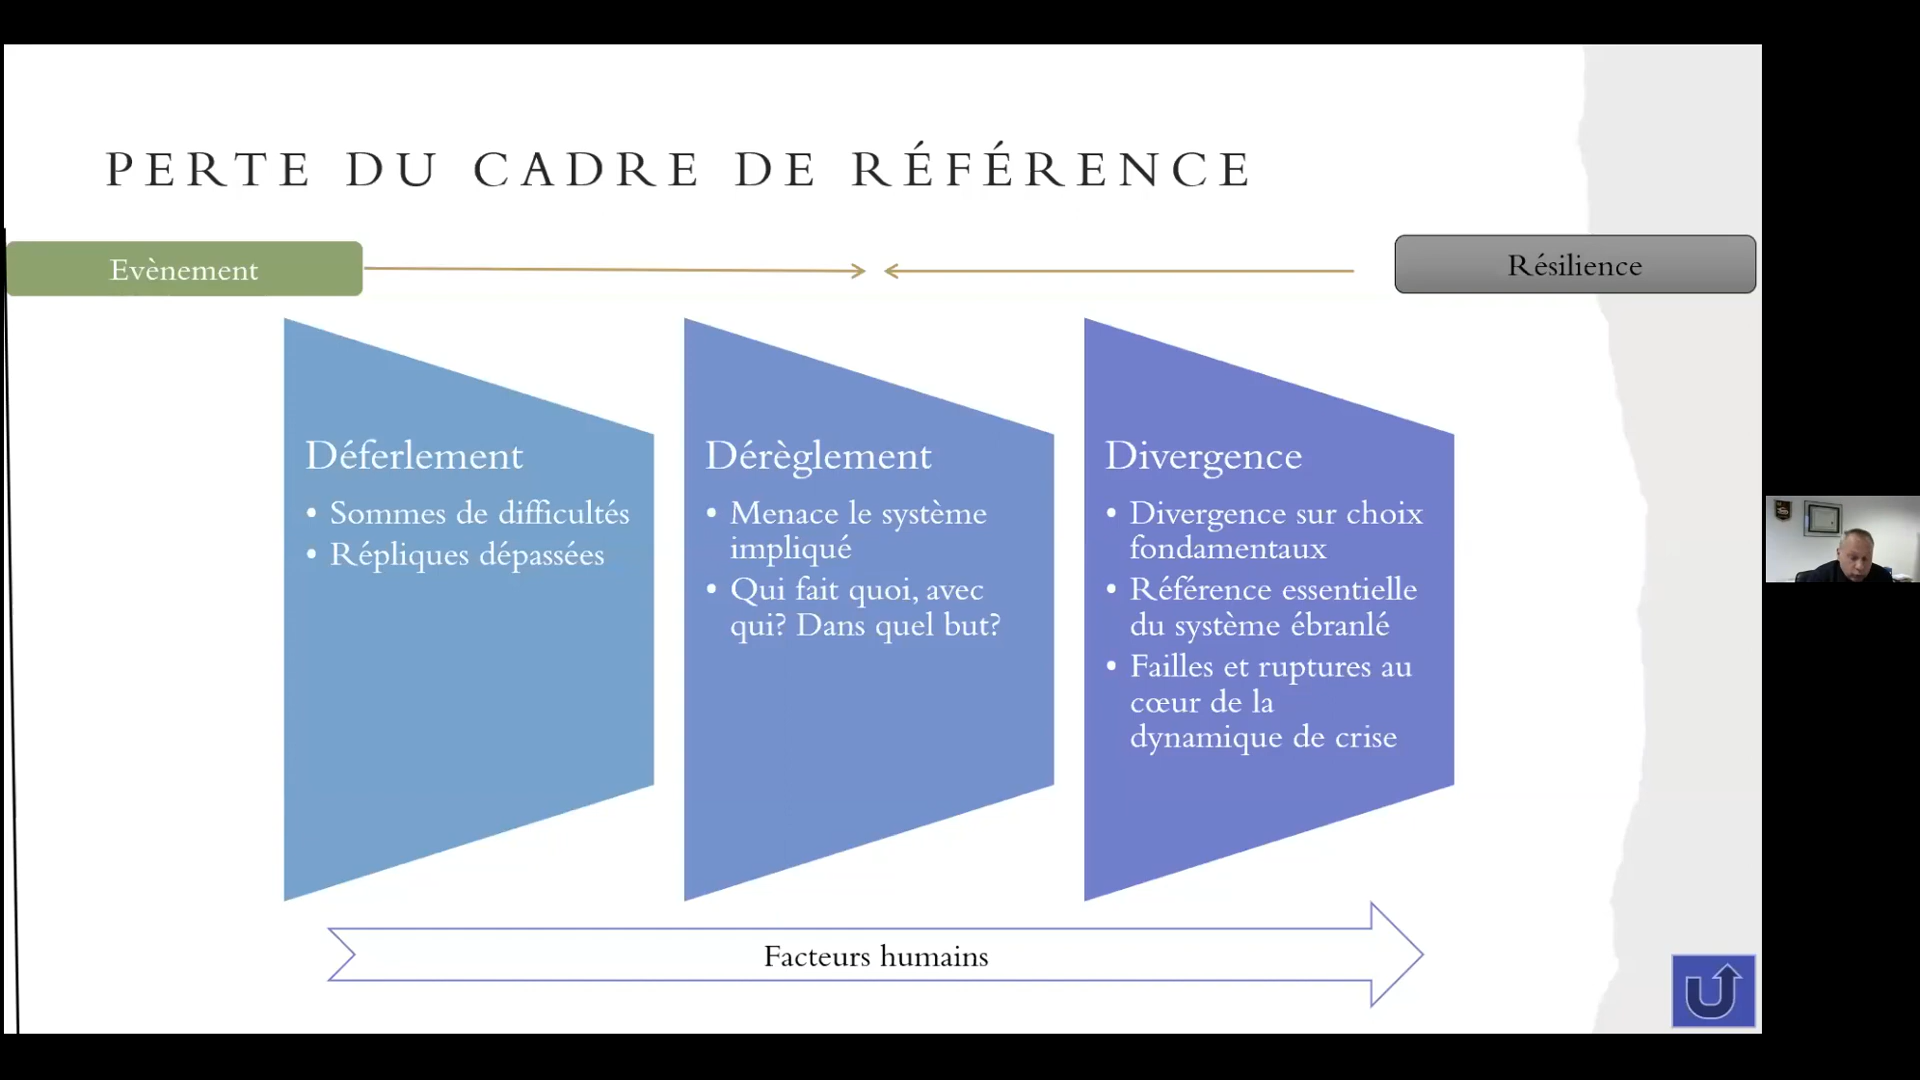 PERTE DU CADRE DE RÉFÉRENCE
Evènement
Résilience
Déferlement
• Sommes de difficultés
• Répliques dépassées
Dérèglement
• Menace le système
impliqué
• Qui fait quoi, avec
qui? Dans quel but?
Divergence
• Divergence sur choix
fondamentaux
• Référence essentielle
du système ébranlé
• Failles et ruptures au
cœur de la
dynamique de crise
Facteurs humains